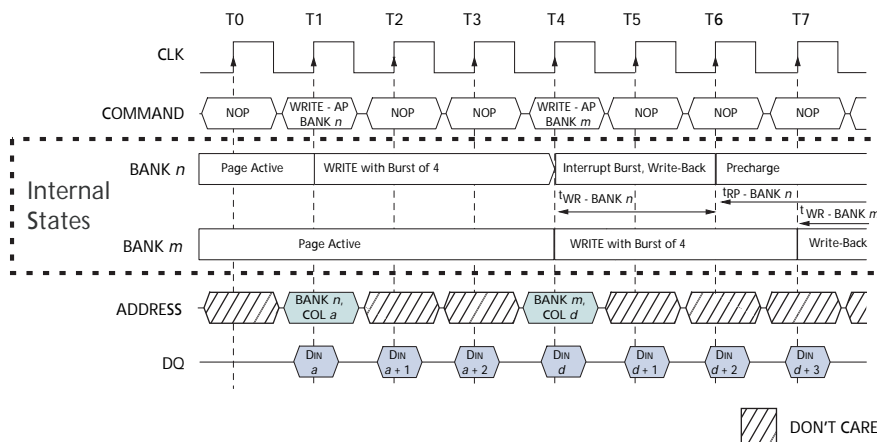 T0 T1 T2 T3 T4 T5 T6 T7
CLK
COMMAND NOP WRITE - AP BANK n NOP NOP WRITE - AP BANK m NOP NOP NOP
Internal States
BANK n Page Active WRITE with Burst of 4 Interrupt Burst, Write-Back Precharge
tWR - BANK n tRP - BANK n
t WR - BANK m
BANK m Page Active WRITE with Burst of 4 Write-Back
ADDRESS BANK n, COL a BANK m, COL d
DQ DIN a DIN a + 1 DIN a + 2 DIN d DIN d + 1 DIN d + 2 DIN d + 3
DON'T CARE